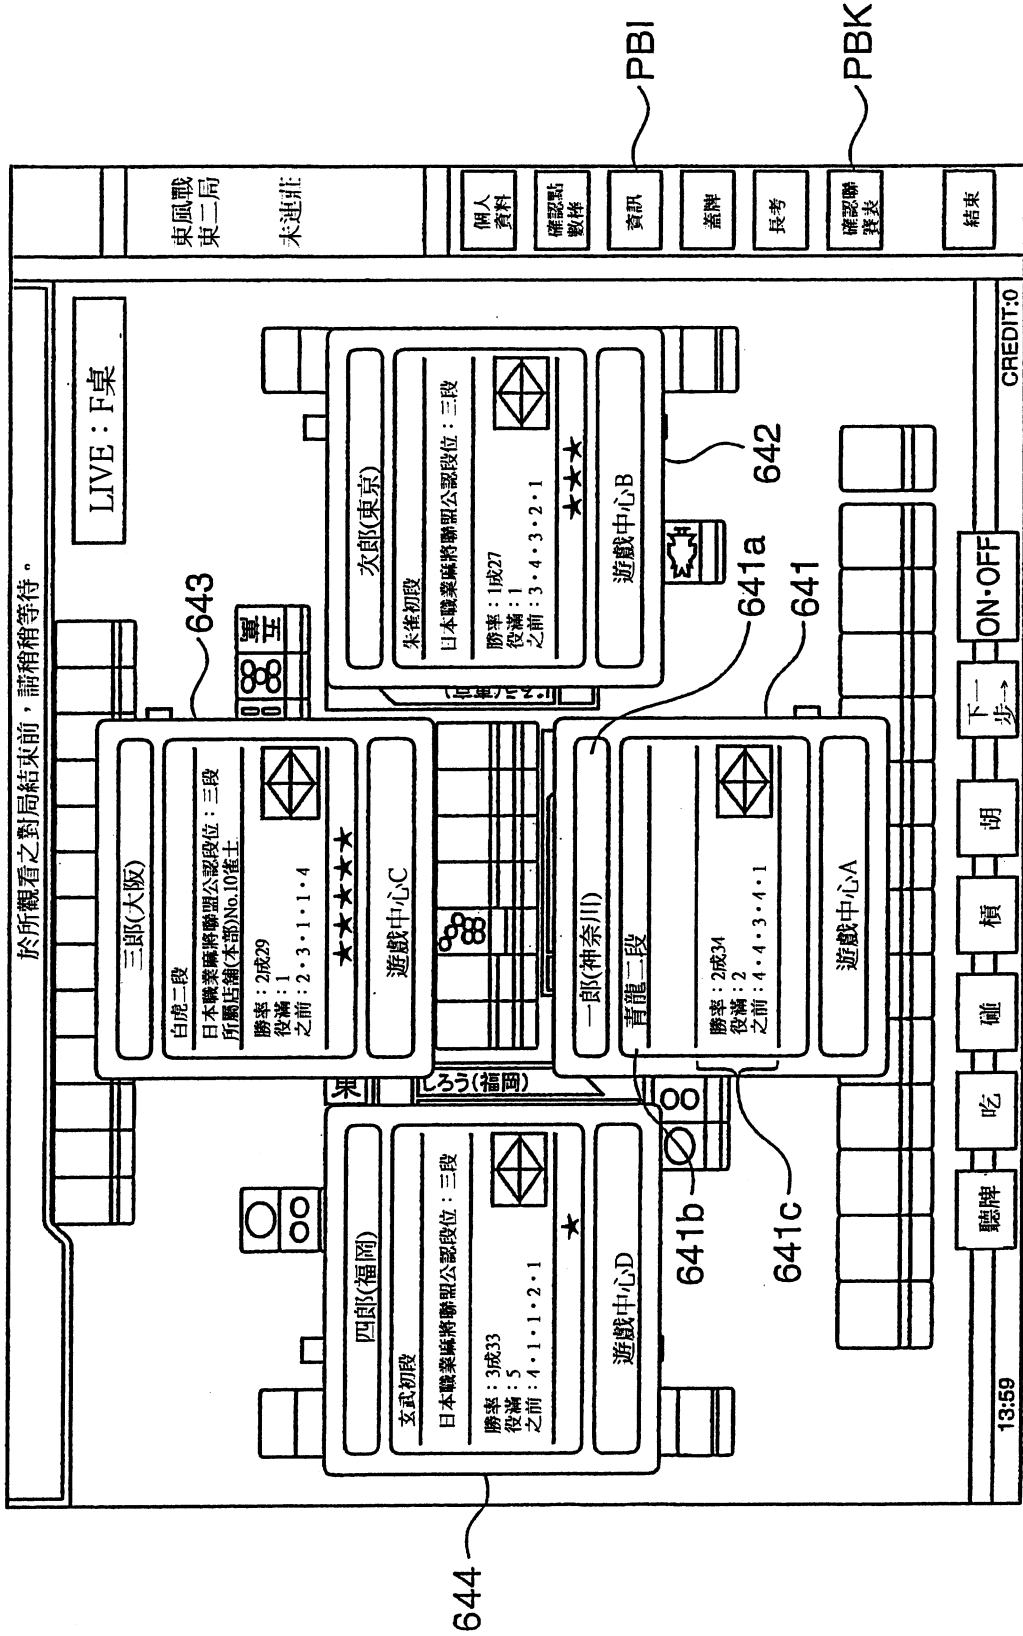 於所觀看之對局結束前，請稍稍等待。
LIVE：F桌
東風戰
東二局
未連莊
個人
資料
確認點
數棒
資訊
蓋牌
長考
確認聯
賽表
結束
PBI
PBK
643
三郎(大阪)
白虎二段
日本職業麻將聯盟公認段位：三段
所屬店舖(本部)No.10雀士
勝率：2成29
役滿：1
之前：2・3・1・1・4
★★★★★
遊戲中心C
五萬
644
四郎(福岡)
玄武初段
日本職業麻將聯盟公認段位：三段
勝率：3成33
役滿：5
之前：4・1・1・2・1
★
遊戲中心D
東
しろう(福岡)
次郎(東京)
朱雀初段
日本職業麻將聯盟公認段位：三段
勝率：1成27
役滿：1
之前：3・4・3・2・1
★★★
遊戲中心B
642
一郎(神奈川)
青龍二段
勝率：2成34
役滿：2
之前：4・4・3・4・1
遊戲中心A
641a
641
641b
641c
聽牌
吃
碰
槓
胡
下一
步→
ON・OFF
13:59
CREDIT:0